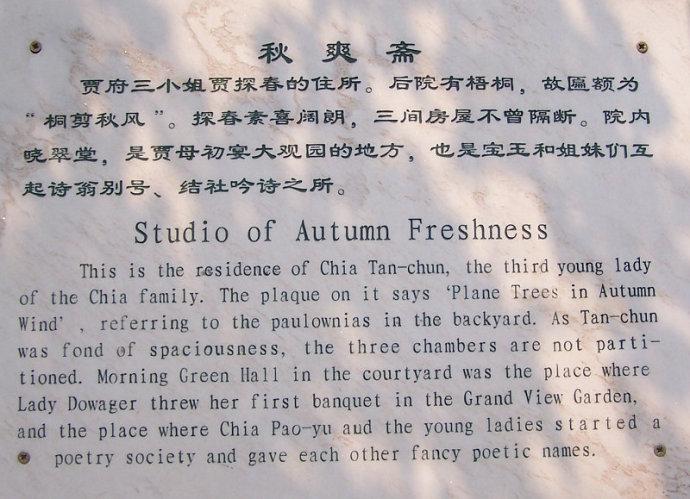 秋爽斋
贾府三小姐贾探春的住所。后院有梧桐，故匾额为
“桐剪秋风”。探春素喜阔朗，三间房屋不曾隔断。院内
晓翠堂，是贾母初宴大观园的地方，也是宝玉和姐妹们互
起诗翁别号、结社吟诗之所。
Studio of Autumn Freshness
This is the residence of Chia Tan-chun, the third young lady
of the Chia family. The plaque on it says ‘Plane Trees in Autumn
Wind’, referring to the paulownias in the backyard. As Tan-chun
was fond of spaciousness, the three chambers are not parti-
tioned. Morning Green Hall in the courtyard was the place where
Lady Dowager threw her first banquet in the Grand View Garden,
and the place where Chia Pao-yu aud the young ladies started a
poetry society and gave each other fancy poetic names.